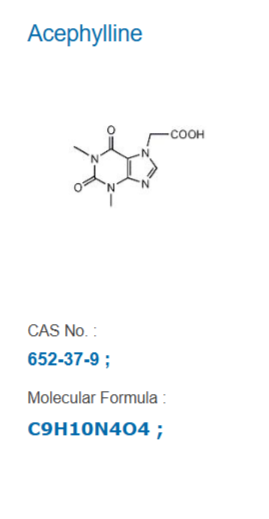 Acephylline
O
N
N
COOH
O
N
N
CAS No. :
652-37-9 ;
Molecular Formula :
C9H10N4O4 ;